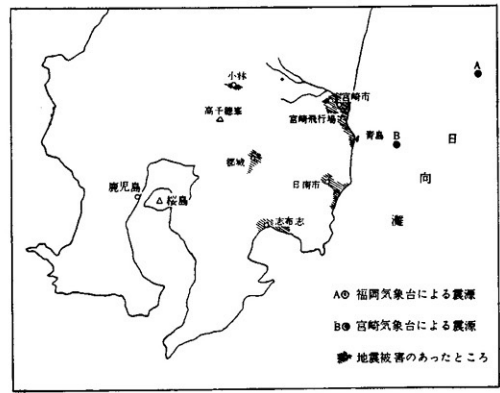 A
小林
宮崎市
高千穂峯
宮崎飛行場
青島
B
日
向
灘
都城
日南市
鹿児島
桜島
志布志
A 福岡気象台による震源
B 宮崎気象台による震源
地震被害のあったところ